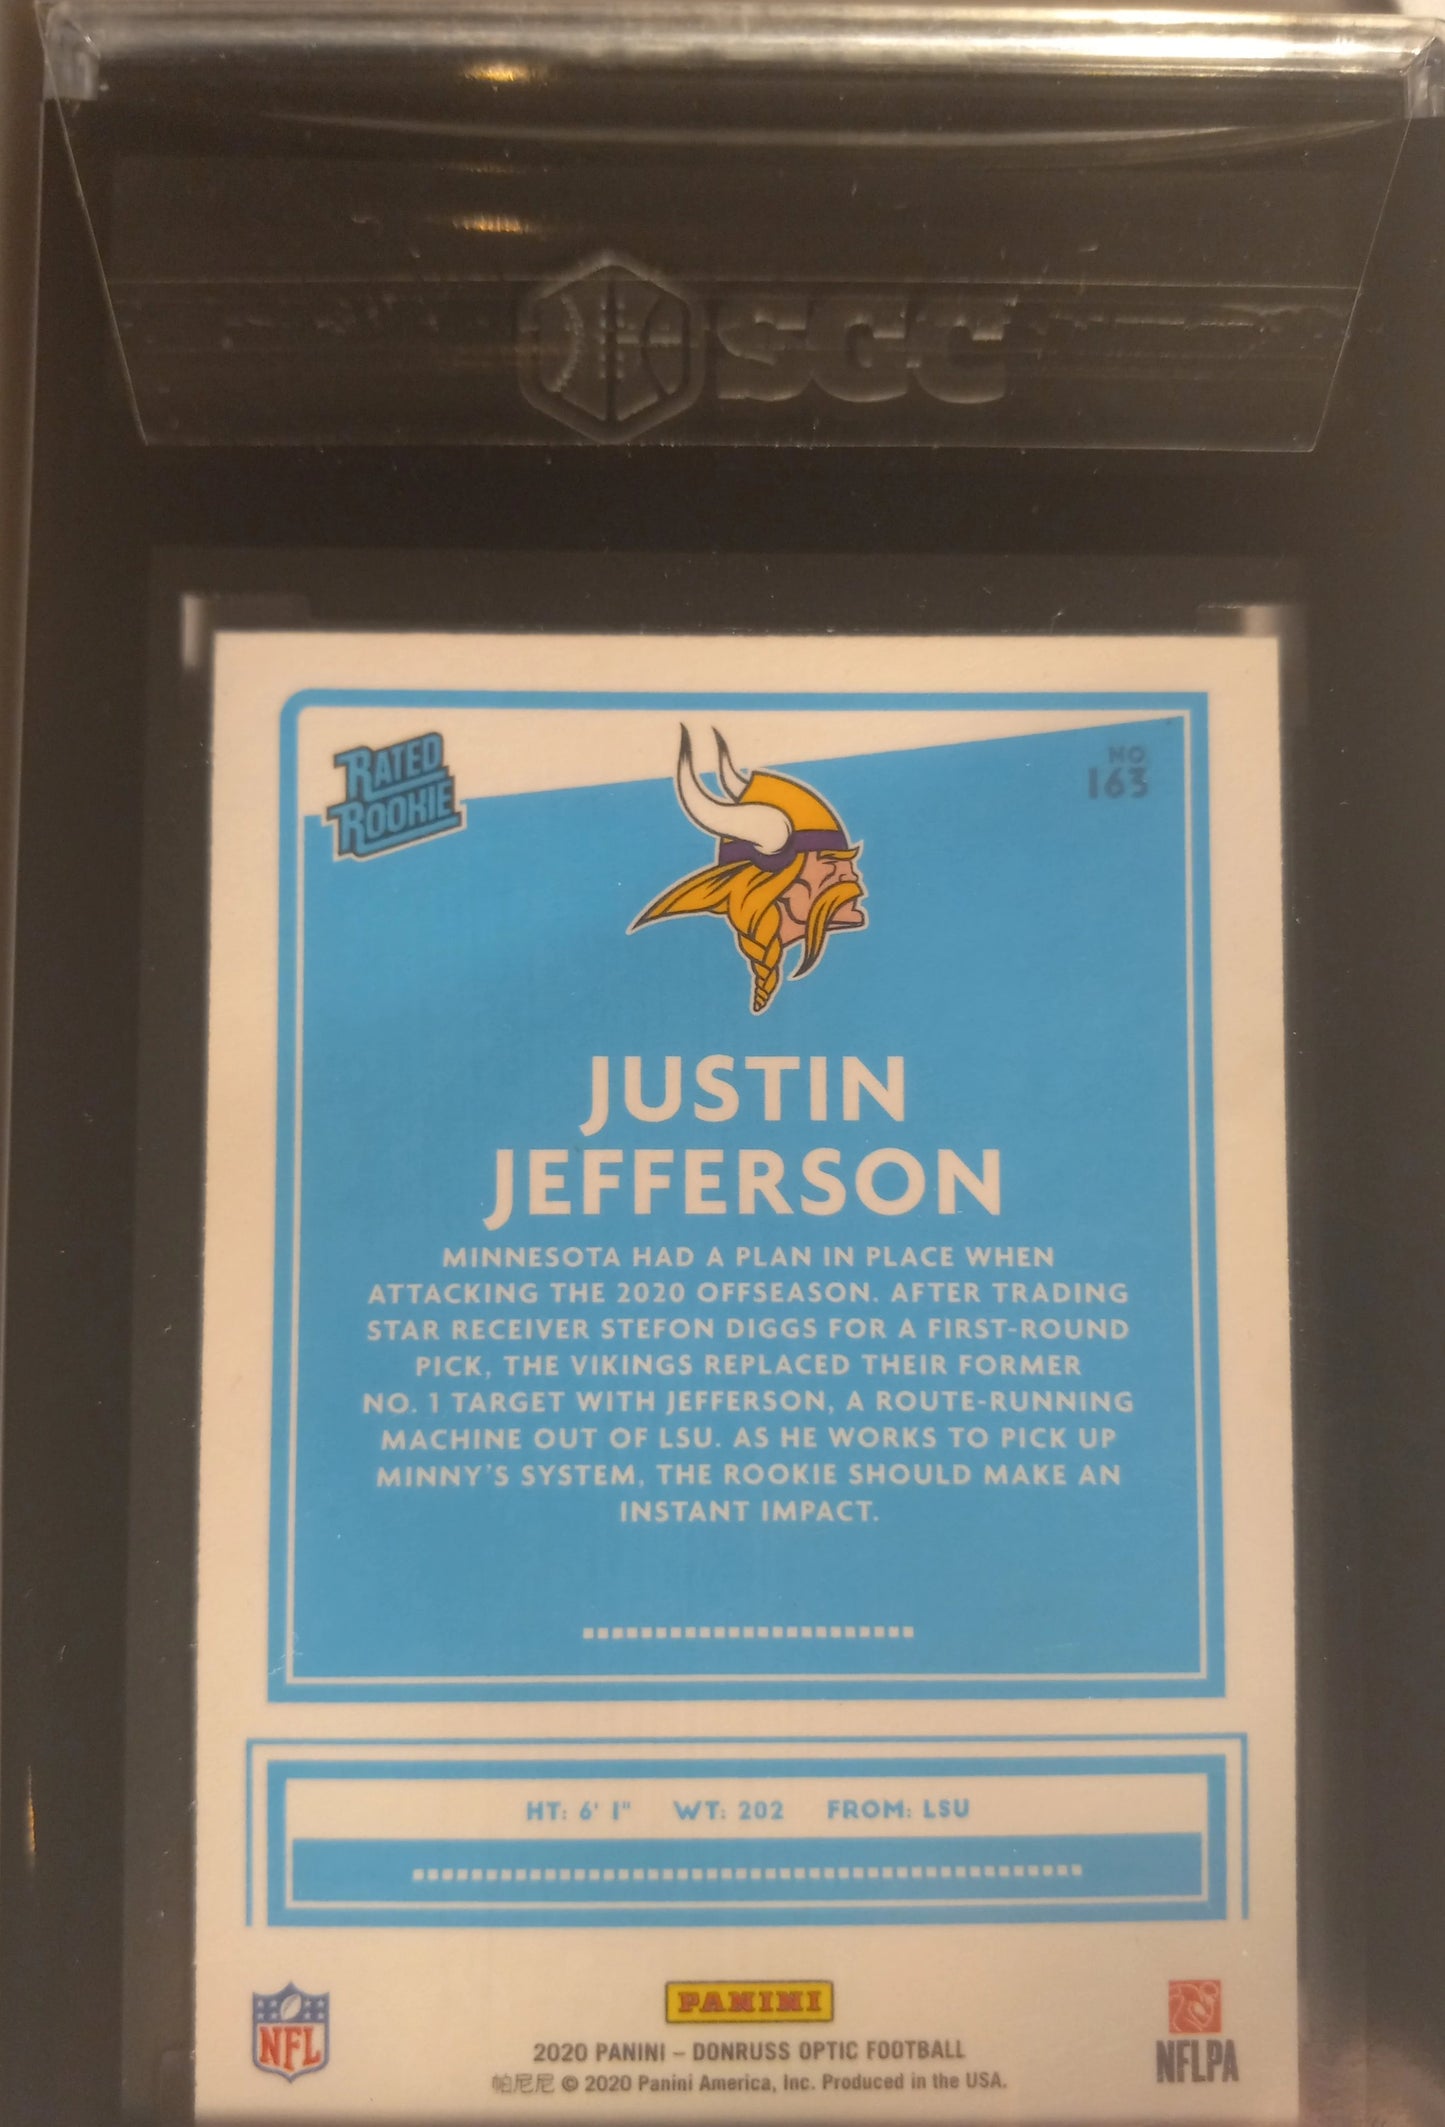 SGC
RATED
ROOKIE
NO
163
JUSTIN
JEFFERSON
MINNESOTA HAD A PLAN IN PLACE WHEN
ATTACKING THE 2020 OFFSEASON. AFTER TRADING
STAR RECEIVER STEFON DIGGS FOR A FIRST-ROUND
PICK, THE VIKINGS REPLACED THEIR FORMER
NO. 1 TARGET WITH JEFFERSON, A ROUTE-RUNNING
MACHINE OUT OF LSU. AS HE WORKS TO PICK UP
MINNY'S SYSTEM, THE ROOKIE SHOULD MAKE AN
INSTANT IMPACT.
HT: 6' 1" WT: 202 FROM: LSU
NFL
PANINI
NFLPA
2020 PANINI – DONRUSS OPTIC FOOTBALL
帕尼尼 © 2020 Panini America, Inc. Produced in the USA.